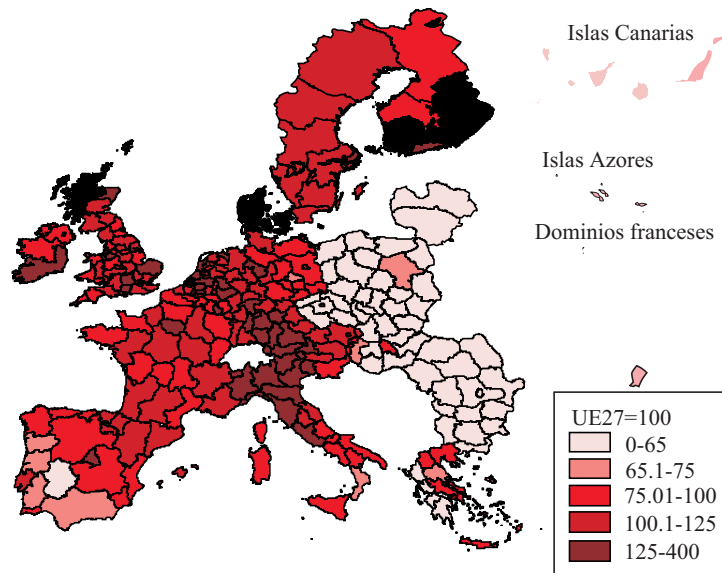 Islas Canarias
Islas Azores
Dominios franceses
UE27=100
0-65
65.1-75
75.01-100
100.1-125
125-400